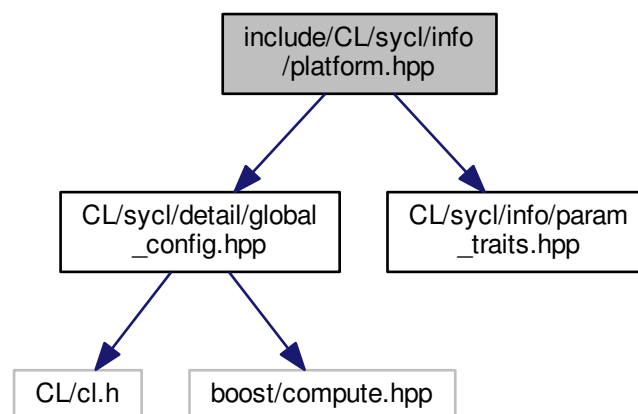 include/CL/sycl/info
/platform.hpp
CL/sycl/detail/global
_config.hpp
CL/sycl/info/param
_traits.hpp
CL/cl.h
boost/compute.hpp